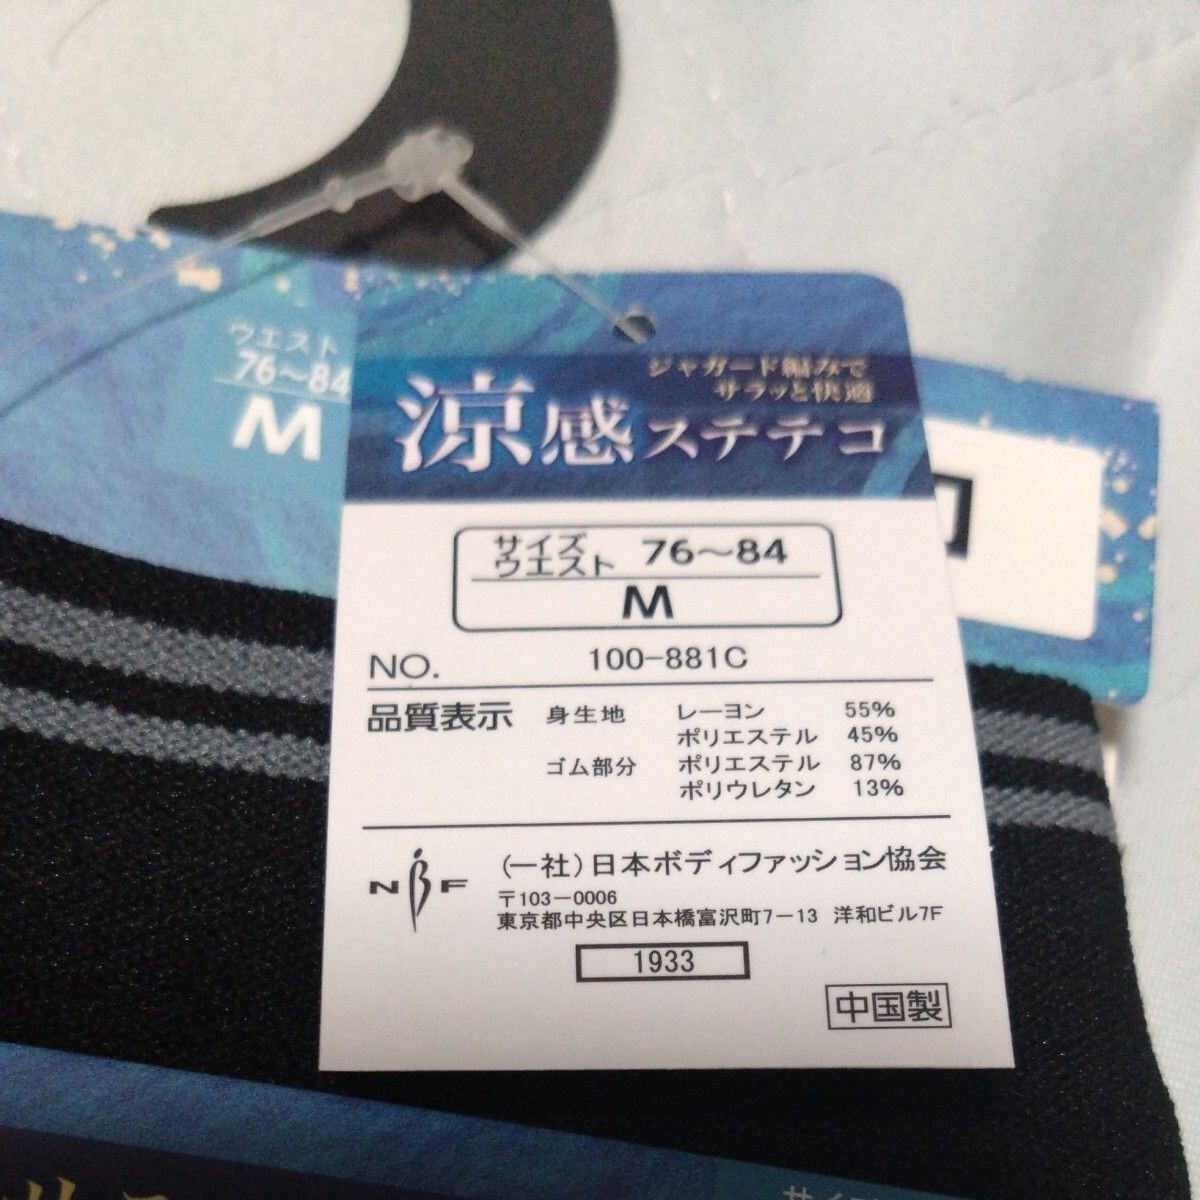 ウエスト
76～84
M
ジャガード編みで
サラッと快適
涼感ステテコ
サイズ
ウエスト 76～84
M
NO. 100-881C
品質表示 身生地 レーヨン 55%
ポリエステル 45%
ゴム部分 ポリエステル 87%
ポリウレタン 13%
NBF (一社)日本ボディファッション協会
〒103-0006
東京都中央区日本橋富沢町7-13 洋和ビル7F
1933
中国製
サイズ